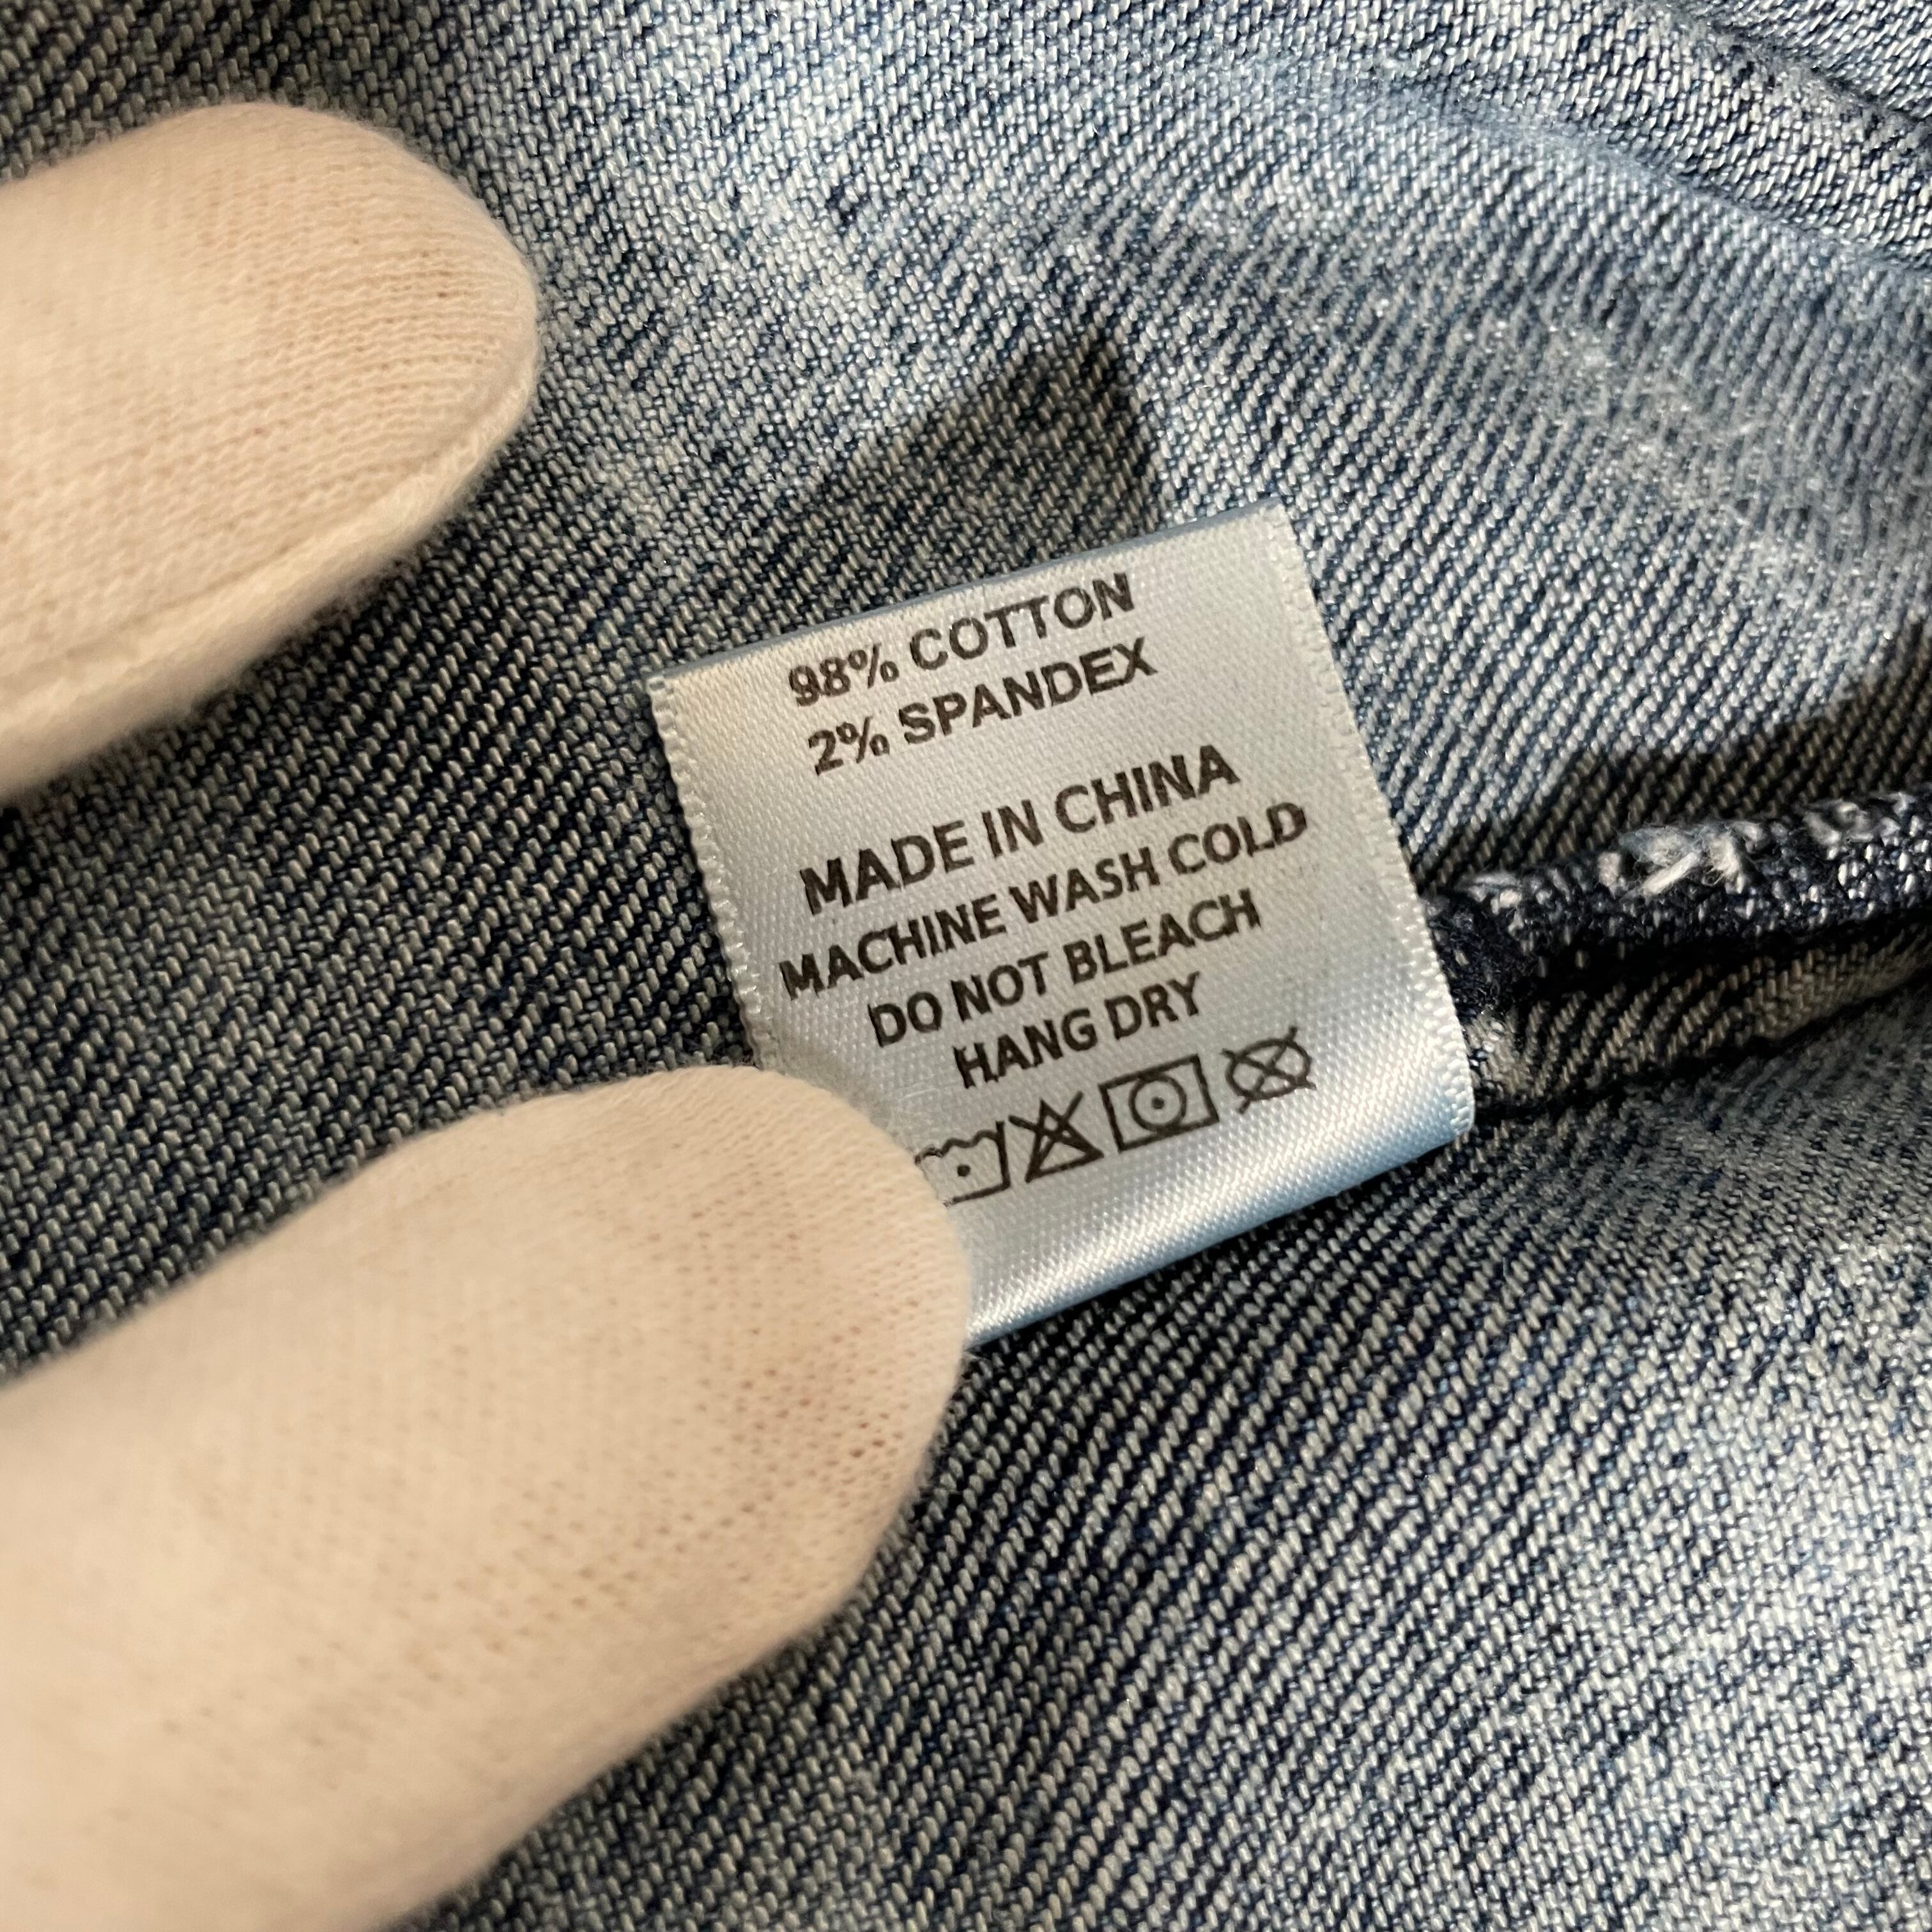 98% COTTON
2% SPANDEX
MADE IN CHINA
MACHINE WASH COLD
DO NOT BLEACH
HANG DRY